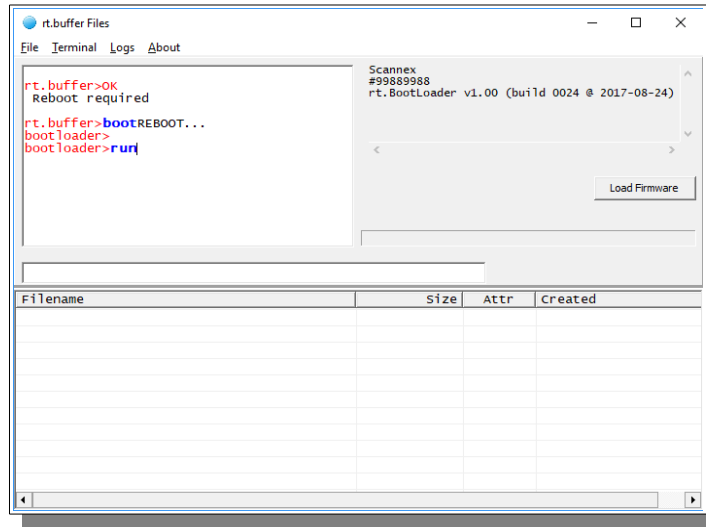 rt.buffer Files
File Terminal Logs About
rt.buffer>OK
Reboot required
rt.buffer>bootREBOOT...
bootloader>
bootloader>run
Scannex
#99889988
rt.BootLoader v1.00 (build 0024 @ 2017-08-24)
Load Firmware
Filename Size Attr Created